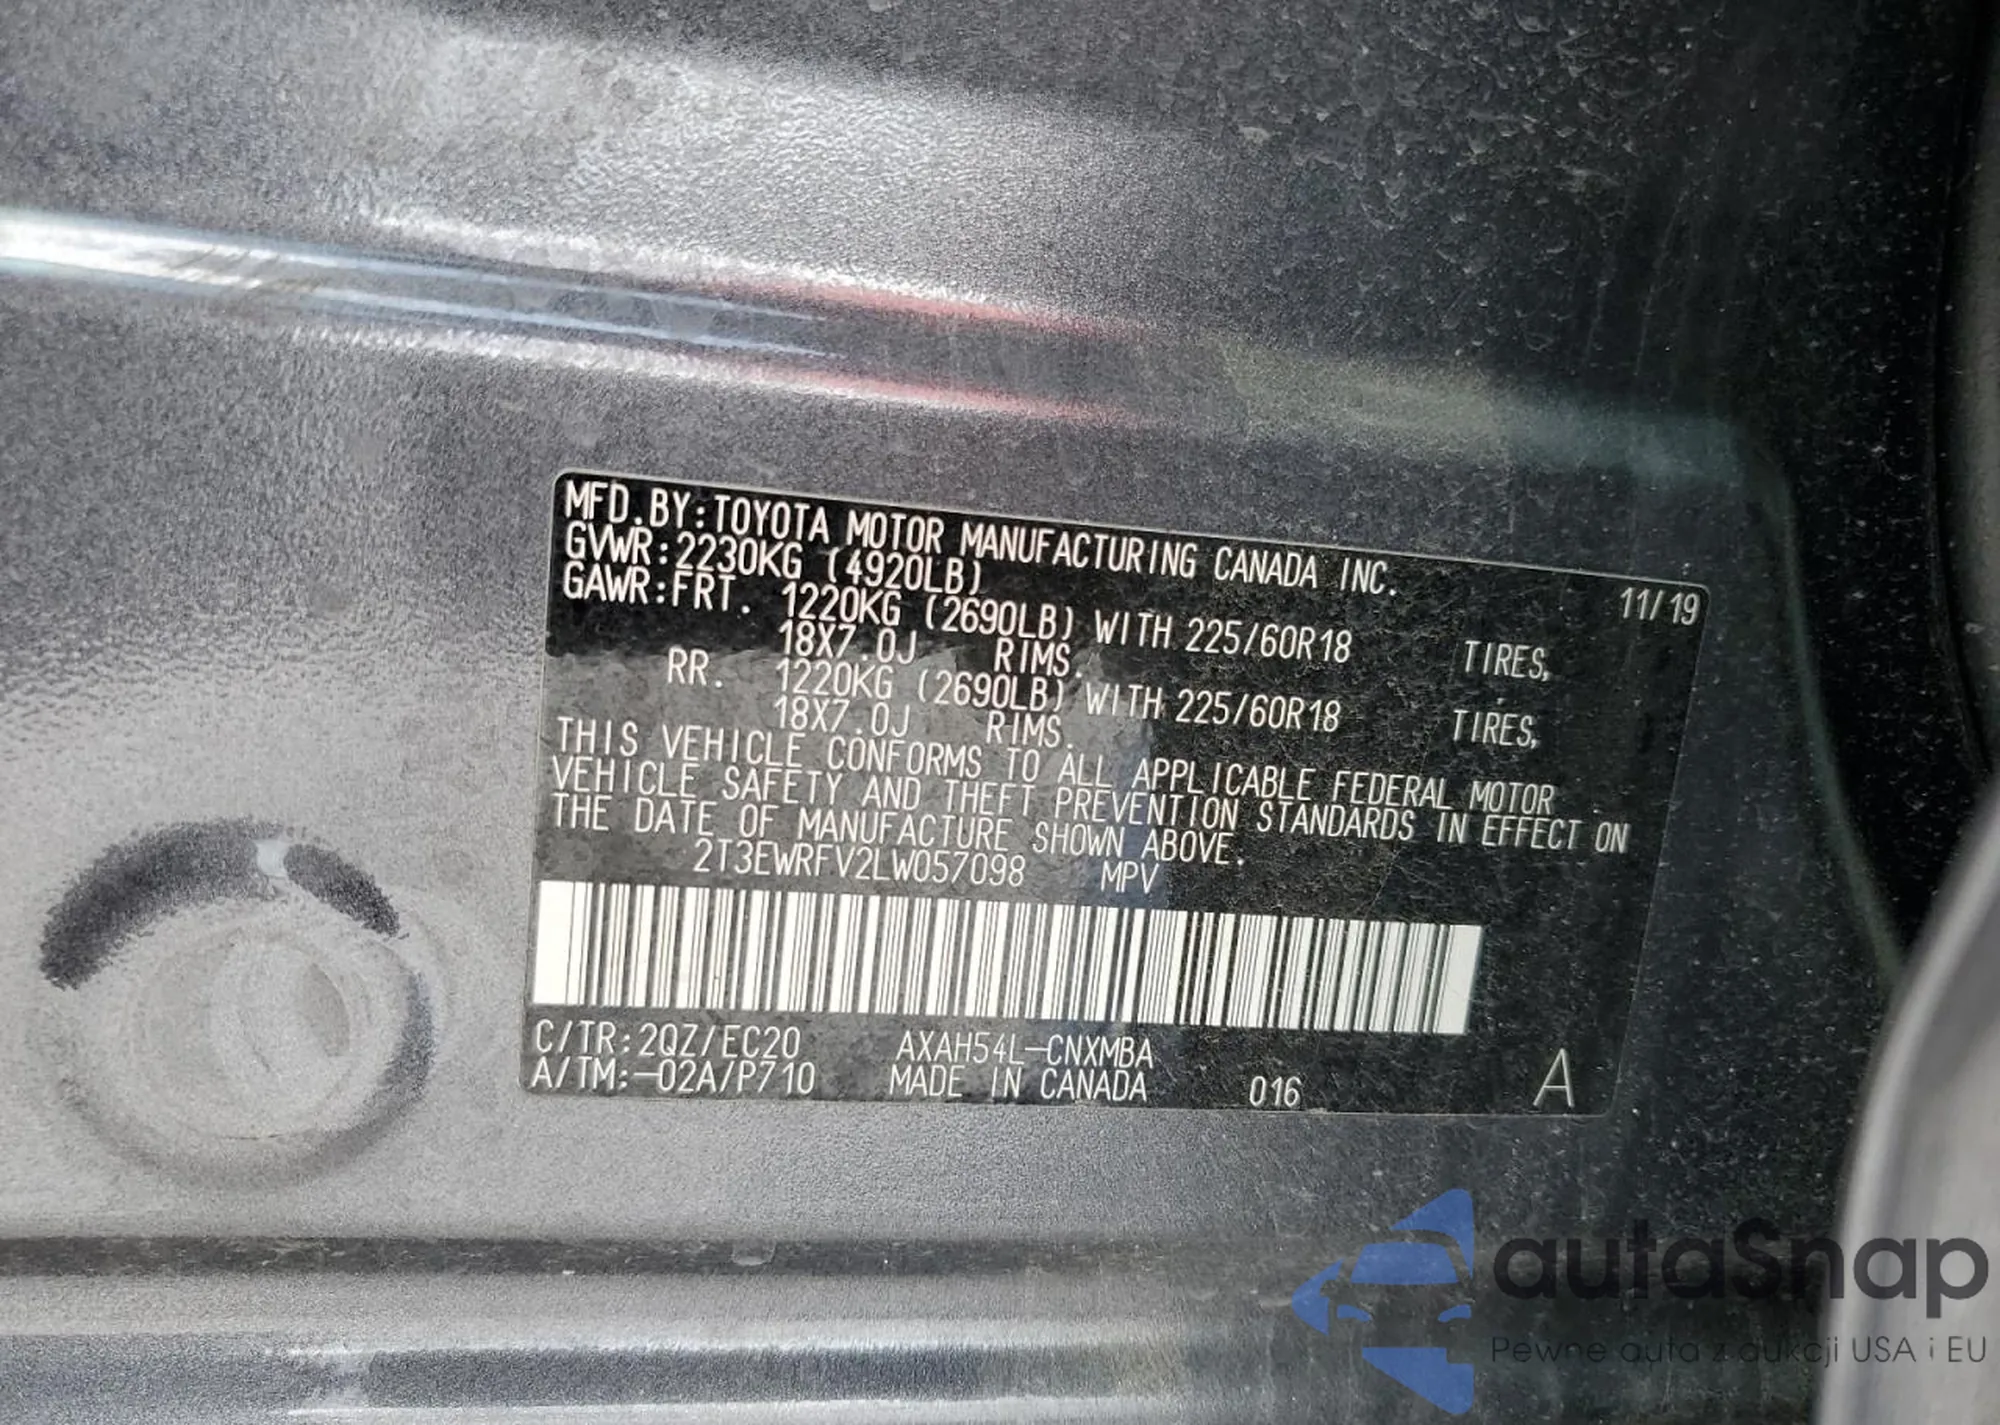 MFD.BY:TOYOTA MOTOR MANUFACTURING CANADA INC. 11/19
GVWR:2230KG (4920LB)
GAWR:FRT. 1220KG (2690LB) WITH 225/60R18 TIRES,
18X7.0J RIMS.
RR. 1220KG (2690LB) WITH 225/60R18 TIRES,
18X7.0J RIMS.
THIS VEHICLE CONFORMS TO ALL APPLICABLE FEDERAL MOTOR
VEHICLE SAFETY AND THEFT PREVENTION STANDARDS IN EFFECT ON
THE DATE OF MANUFACTURE SHOWN ABOVE.
2T3EWRFV2LW057098 MPV
C/TR:2QZ/EC20 AXAH54L-CNXMBA
A/TM:-02A/P710 MADE IN CANADA 016 A
autaSnap
Pewne auta z aukcji USA i EU